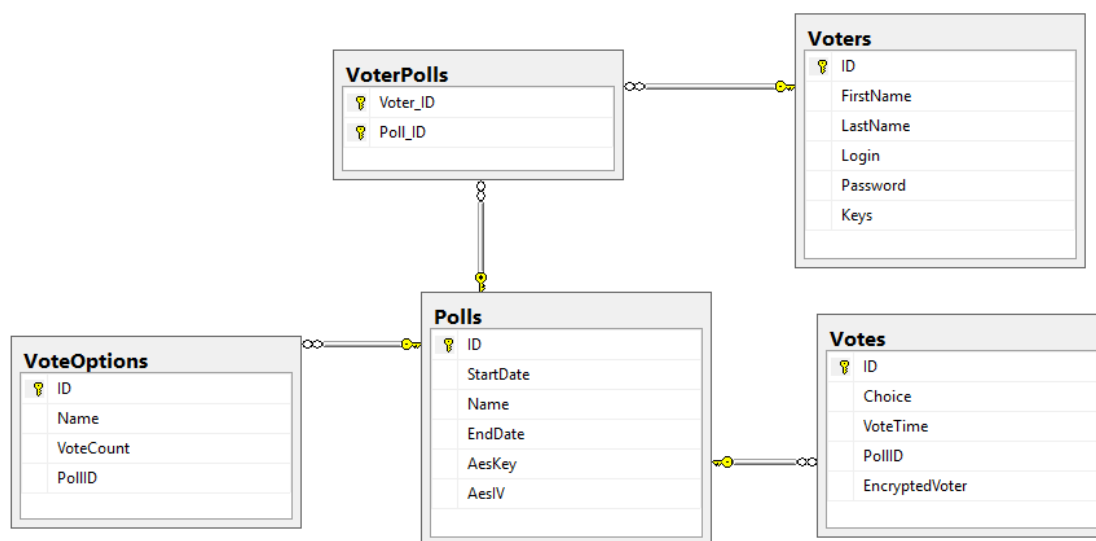 VoterPolls
Voter_ID
Poll_ID
Voters
ID
FirstName
LastName
Login
Password
Keys
VoteOptions
ID
Name
VoteCount
PollID
Polls
ID
StartDate
Name
EndDate
AesKey
AesIV
Votes
ID
Choice
VoteTime
PollID
EncryptedVoter